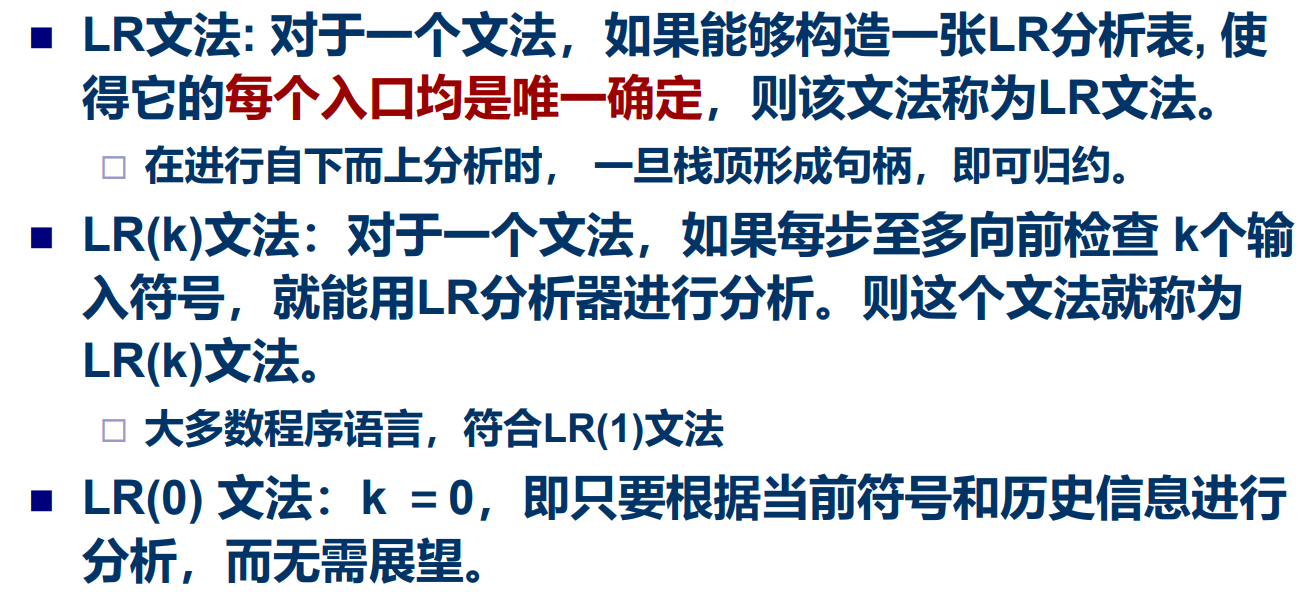 LR文法: 对于一个文法，如果能够构造一张LR分析表, 使
得它的每个入口均是唯一确定，则该文法称为LR文法。
在进行自下而上分析时， 一旦栈顶形成句柄，即可归约。
LR(k)文法：对于一个文法，如果每步至多向前检查 k个输
入符号，就能用LR分析器进行分析。则这个文法就称为
LR(k)文法。
大多数程序语言，符合LR(1)文法
LR(0) 文法：k = 0，即只要根据当前符号和历史信息进行
分析，而无需展望。